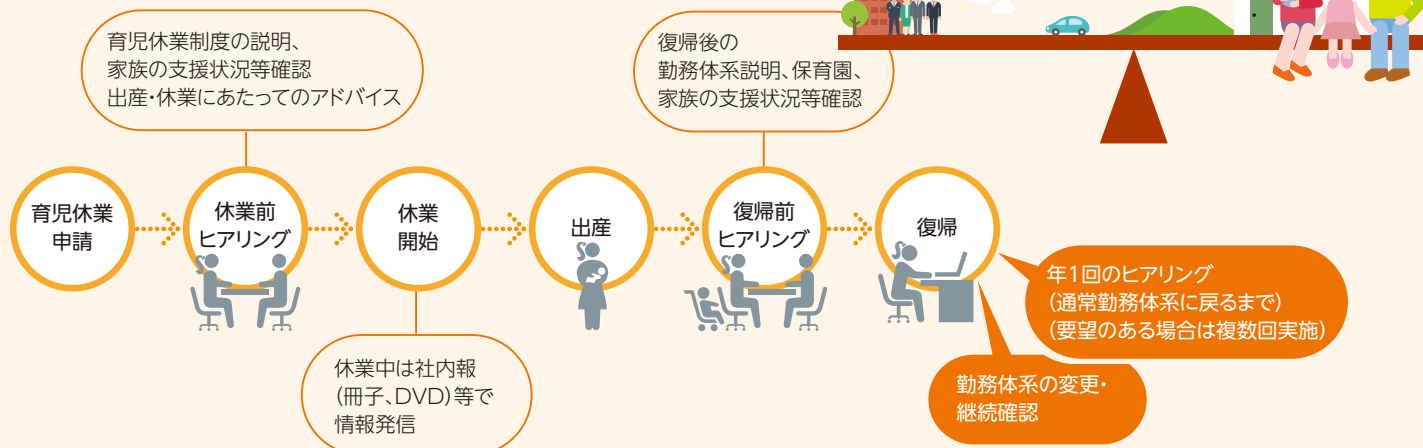 育児休業制度の説明、
家族の支援状況等確認
出産・休業にあたってのアドバイス
復帰後の
勤務体系説明、保育園、
家族の支援状況等確認
育児休業
申請
休業前
ヒアリング
休業
開始
出産
復帰前
ヒアリング
復帰
休業中は社内報
(冊子、DVD)等で
情報発信
年1回のヒアリング
(通常勤務体系に戻るまで)
(要望のある場合は複数回実施)
勤務体系の変更・
継続確認